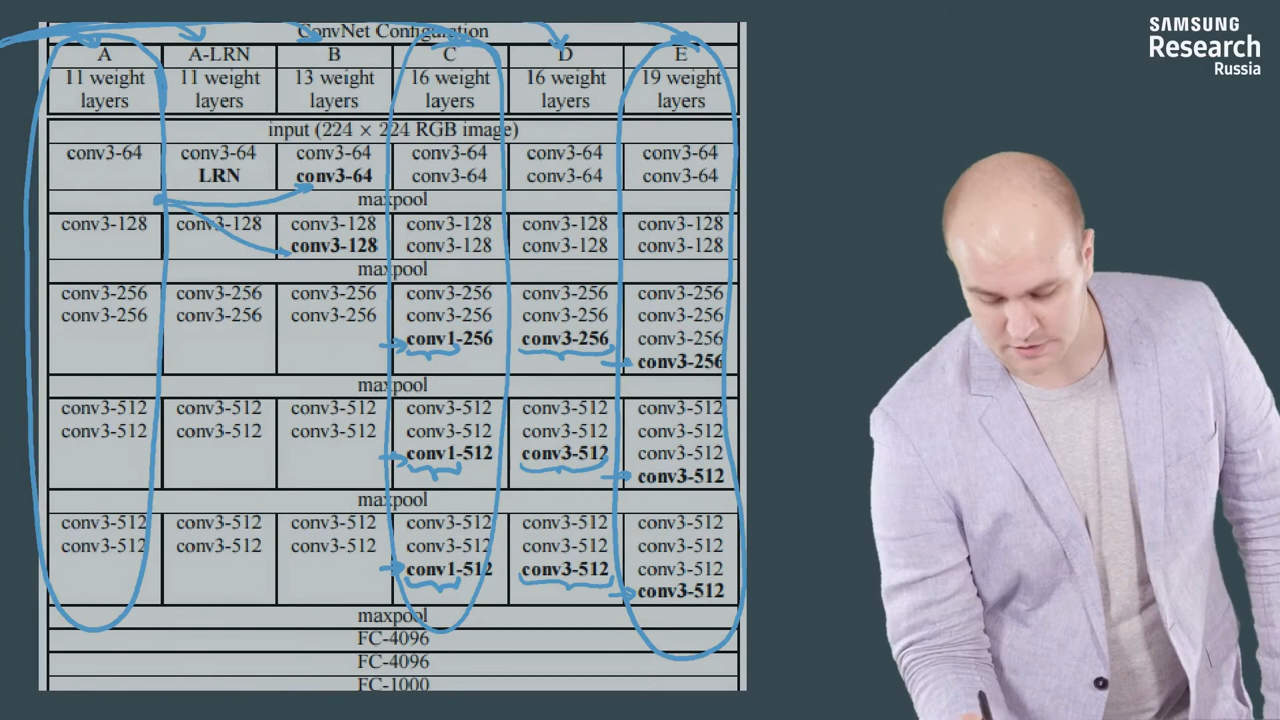 SAMSUNG
Research
Russia
ConvNet Configuration
A A-LRN B C D E
11 weight layers 11 weight layers 13 weight layers 16 weight layers 16 weight layers 19 weight layers
input (224 × 224 RGB image)
conv3-64 conv3-64 conv3-64 conv3-64 conv3-64 conv3-64
LRN conv3-64 conv3-64 conv3-64 conv3-64
maxpool
conv3-128 conv3-128 conv3-128 conv3-128 conv3-128 conv3-128
conv3-128 conv3-128 conv3-128 conv3-128
maxpool
conv3-256 conv3-256 conv3-256 conv3-256 conv3-256 conv3-256
conv3-256 conv3-256 conv3-256 conv3-256 conv3-256 conv3-256
conv1-256 conv3-256 conv3-256
conv3-256
maxpool
conv3-512 conv3-512 conv3-512 conv3-512 conv3-512 conv3-512
conv3-512 conv3-512 conv3-512 conv3-512 conv3-512 conv3-512
conv1-512 conv3-512 conv3-512
conv3-512
maxpool
conv3-512 conv3-512 conv3-512 conv3-512 conv3-512 conv3-512
conv3-512 conv3-512 conv3-512 conv3-512 conv3-512 conv3-512
conv1-512 conv3-512 conv3-512
conv3-512
maxpool
FC-4096
FC-4096
FC-1000